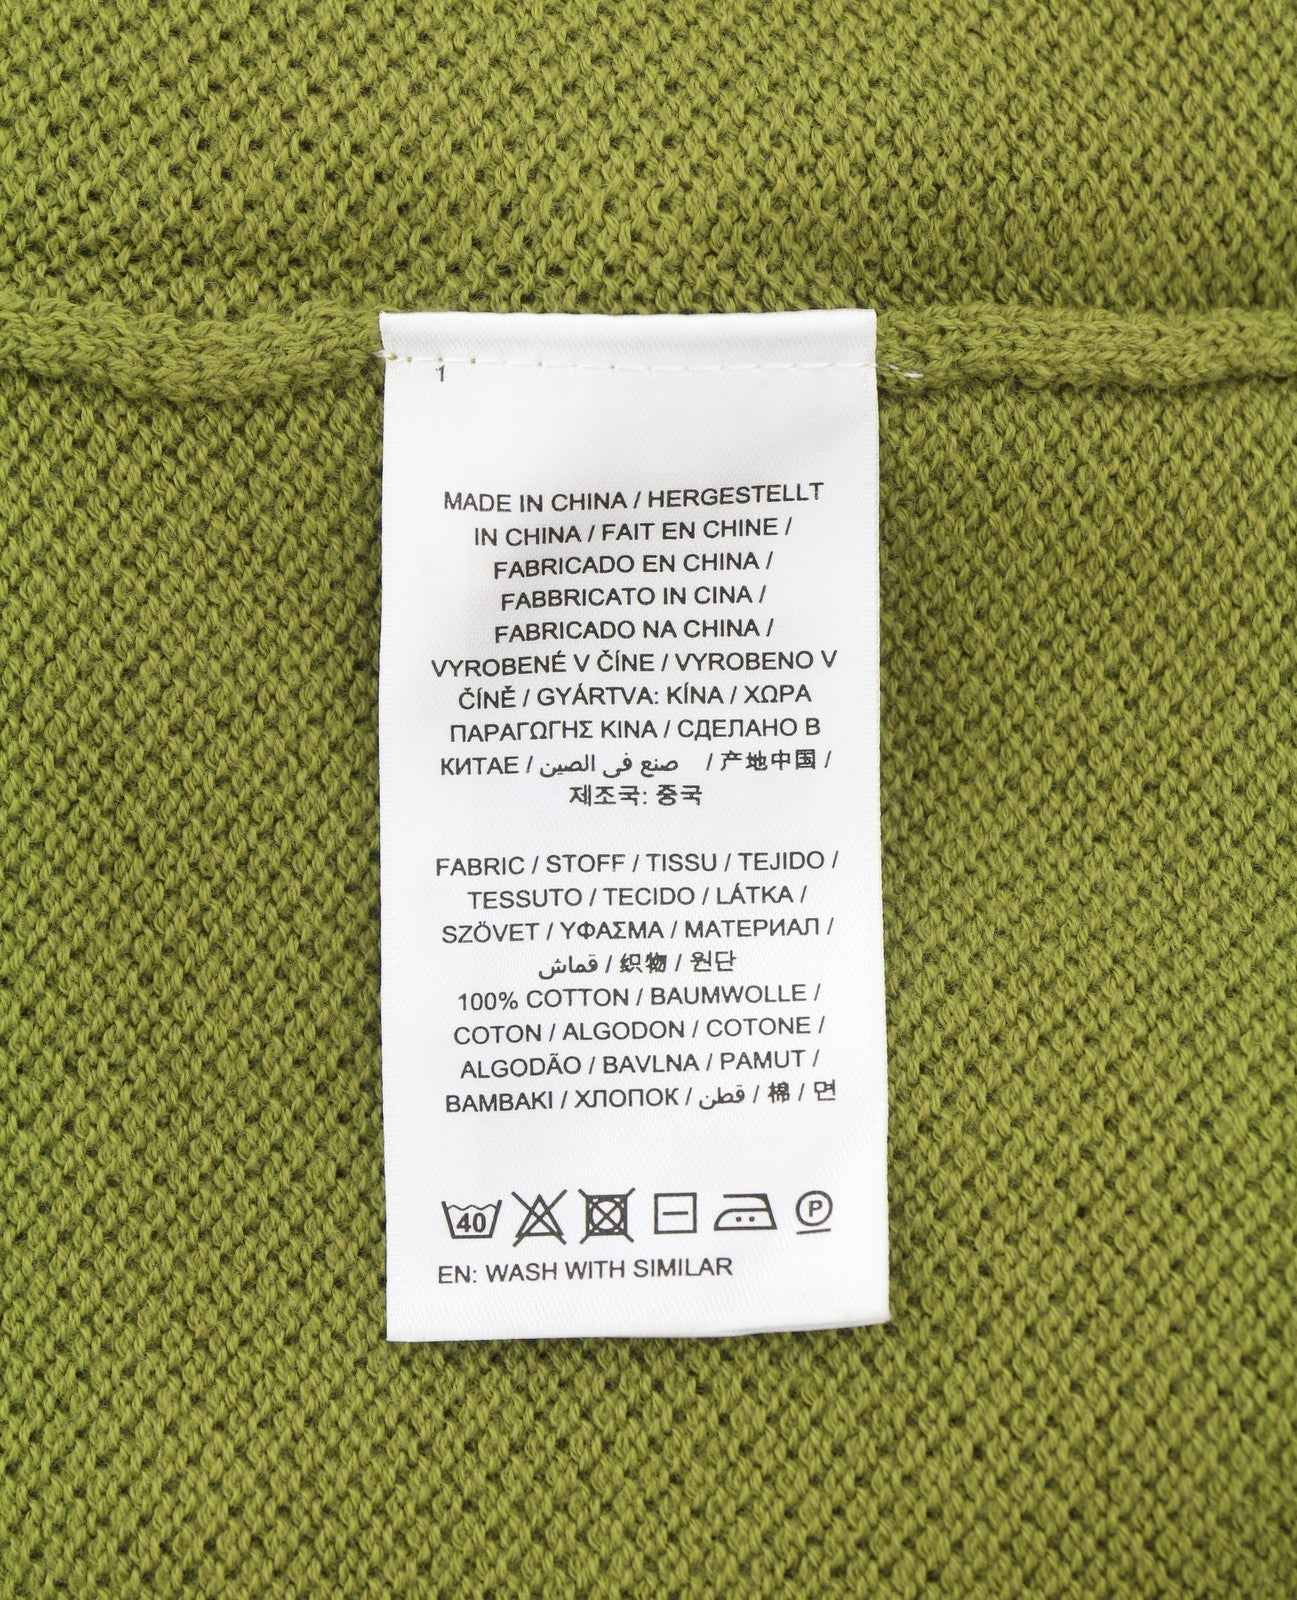 1
MADE IN CHINA / HERGESTELLT
IN CHINA / FAIT EN CHINE /
FABRICADO EN CHINA /
FABBRICATO IN CINA /
FABRICADO NA CHINA /
VYROBENÉ V ČÍNE / VYROBENO V
ČÍNĚ / GYÁRTVA: KÍNA / ΧΩΡΑ
ΠΑΡΑΓΩΓΗΣ ΚΙΝΑ / СДЕЛАНО В
КИТАЕ / صنع فى الصين / 产地中国 /
제조국: 중국
FABRIC / STOFF / TISSU / TEJIDO /
TESSUTO / TECIDO / LÁTKA /
SZÖVET / ΥΦΑΣΜΑ / МАТЕРИАЛ /
قماش / 织物 / 원단
100% COTTON / BAUMWOLLE /
COTON / ALGODON / COTONE /
ALGODÃO / BAVLNA / PAMUT /
ΒΑΜΒΑΚΙ / ХЛОПОК / قطن / 棉 / 면
40 P
EN: WASH WITH SIMILAR